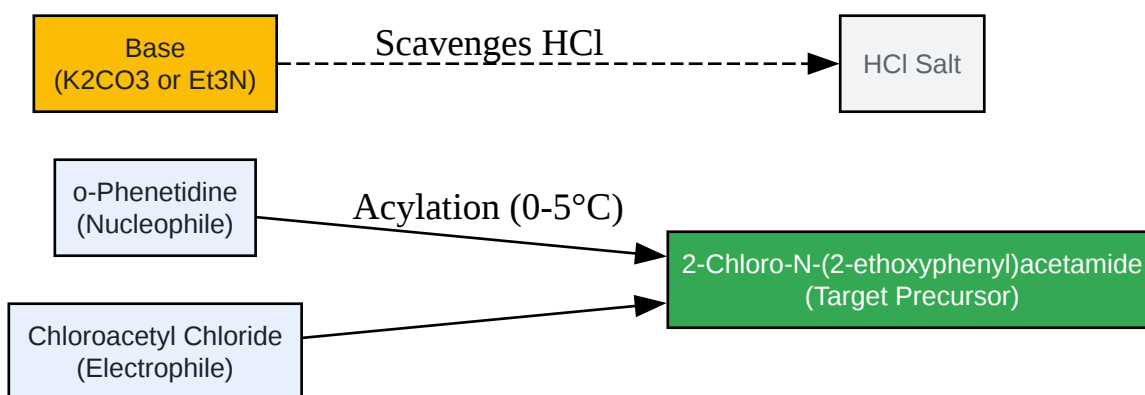 Base
(K2CO3 or Et3N)
Scavenges HCl
HCl Salt
o-Phenetidine
(Nucleophile)
Acylation (0-5°C)
2-Chloro-N-(2-ethoxyphenyl)acetamide
(Target Precursor)
Chloroacetyl Chloride
(Electrophile)